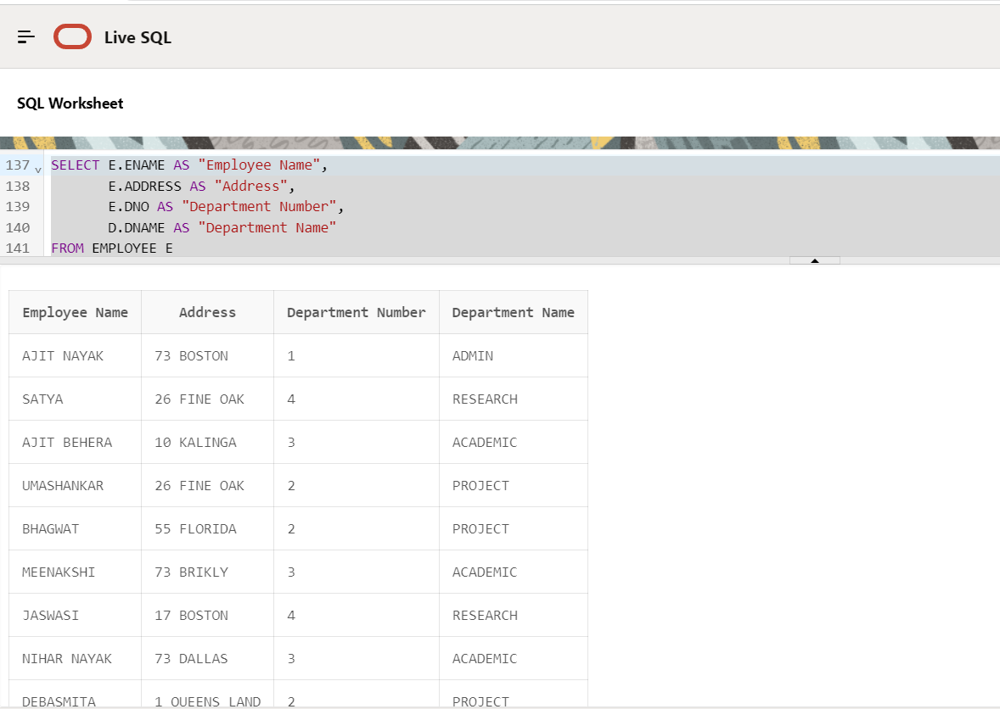 Live SQL
SQL Worksheet
137 SELECT E.ENAME AS "Employee Name",
138 E.ADDRESS AS "Address",
139 E.DNO AS "Department Number",
140 D.DNAME AS "Department Name"
141 FROM EMPLOYEE E
Employee Name Address Department Number Department Name
AJIT NAYAK 73 BOSTON 1 ADMIN
SATYA 26 FINE OAK 4 RESEARCH
AJIT BEHERA 10 KALINGA 3 ACADEMIC
UMASHANKAR 26 FINE OAK 2 PROJECT
BHAGWAT 55 FLORIDA 2 PROJECT
MEENAKSHI 73 BRIKLY 3 ACADEMIC
JASWASI 17 BOSTON 4 RESEARCH
NIHAR NAYAK 73 DALLAS 3 ACADEMIC
DEBASMITA 1 QUEENS LAND 2 PROJECT